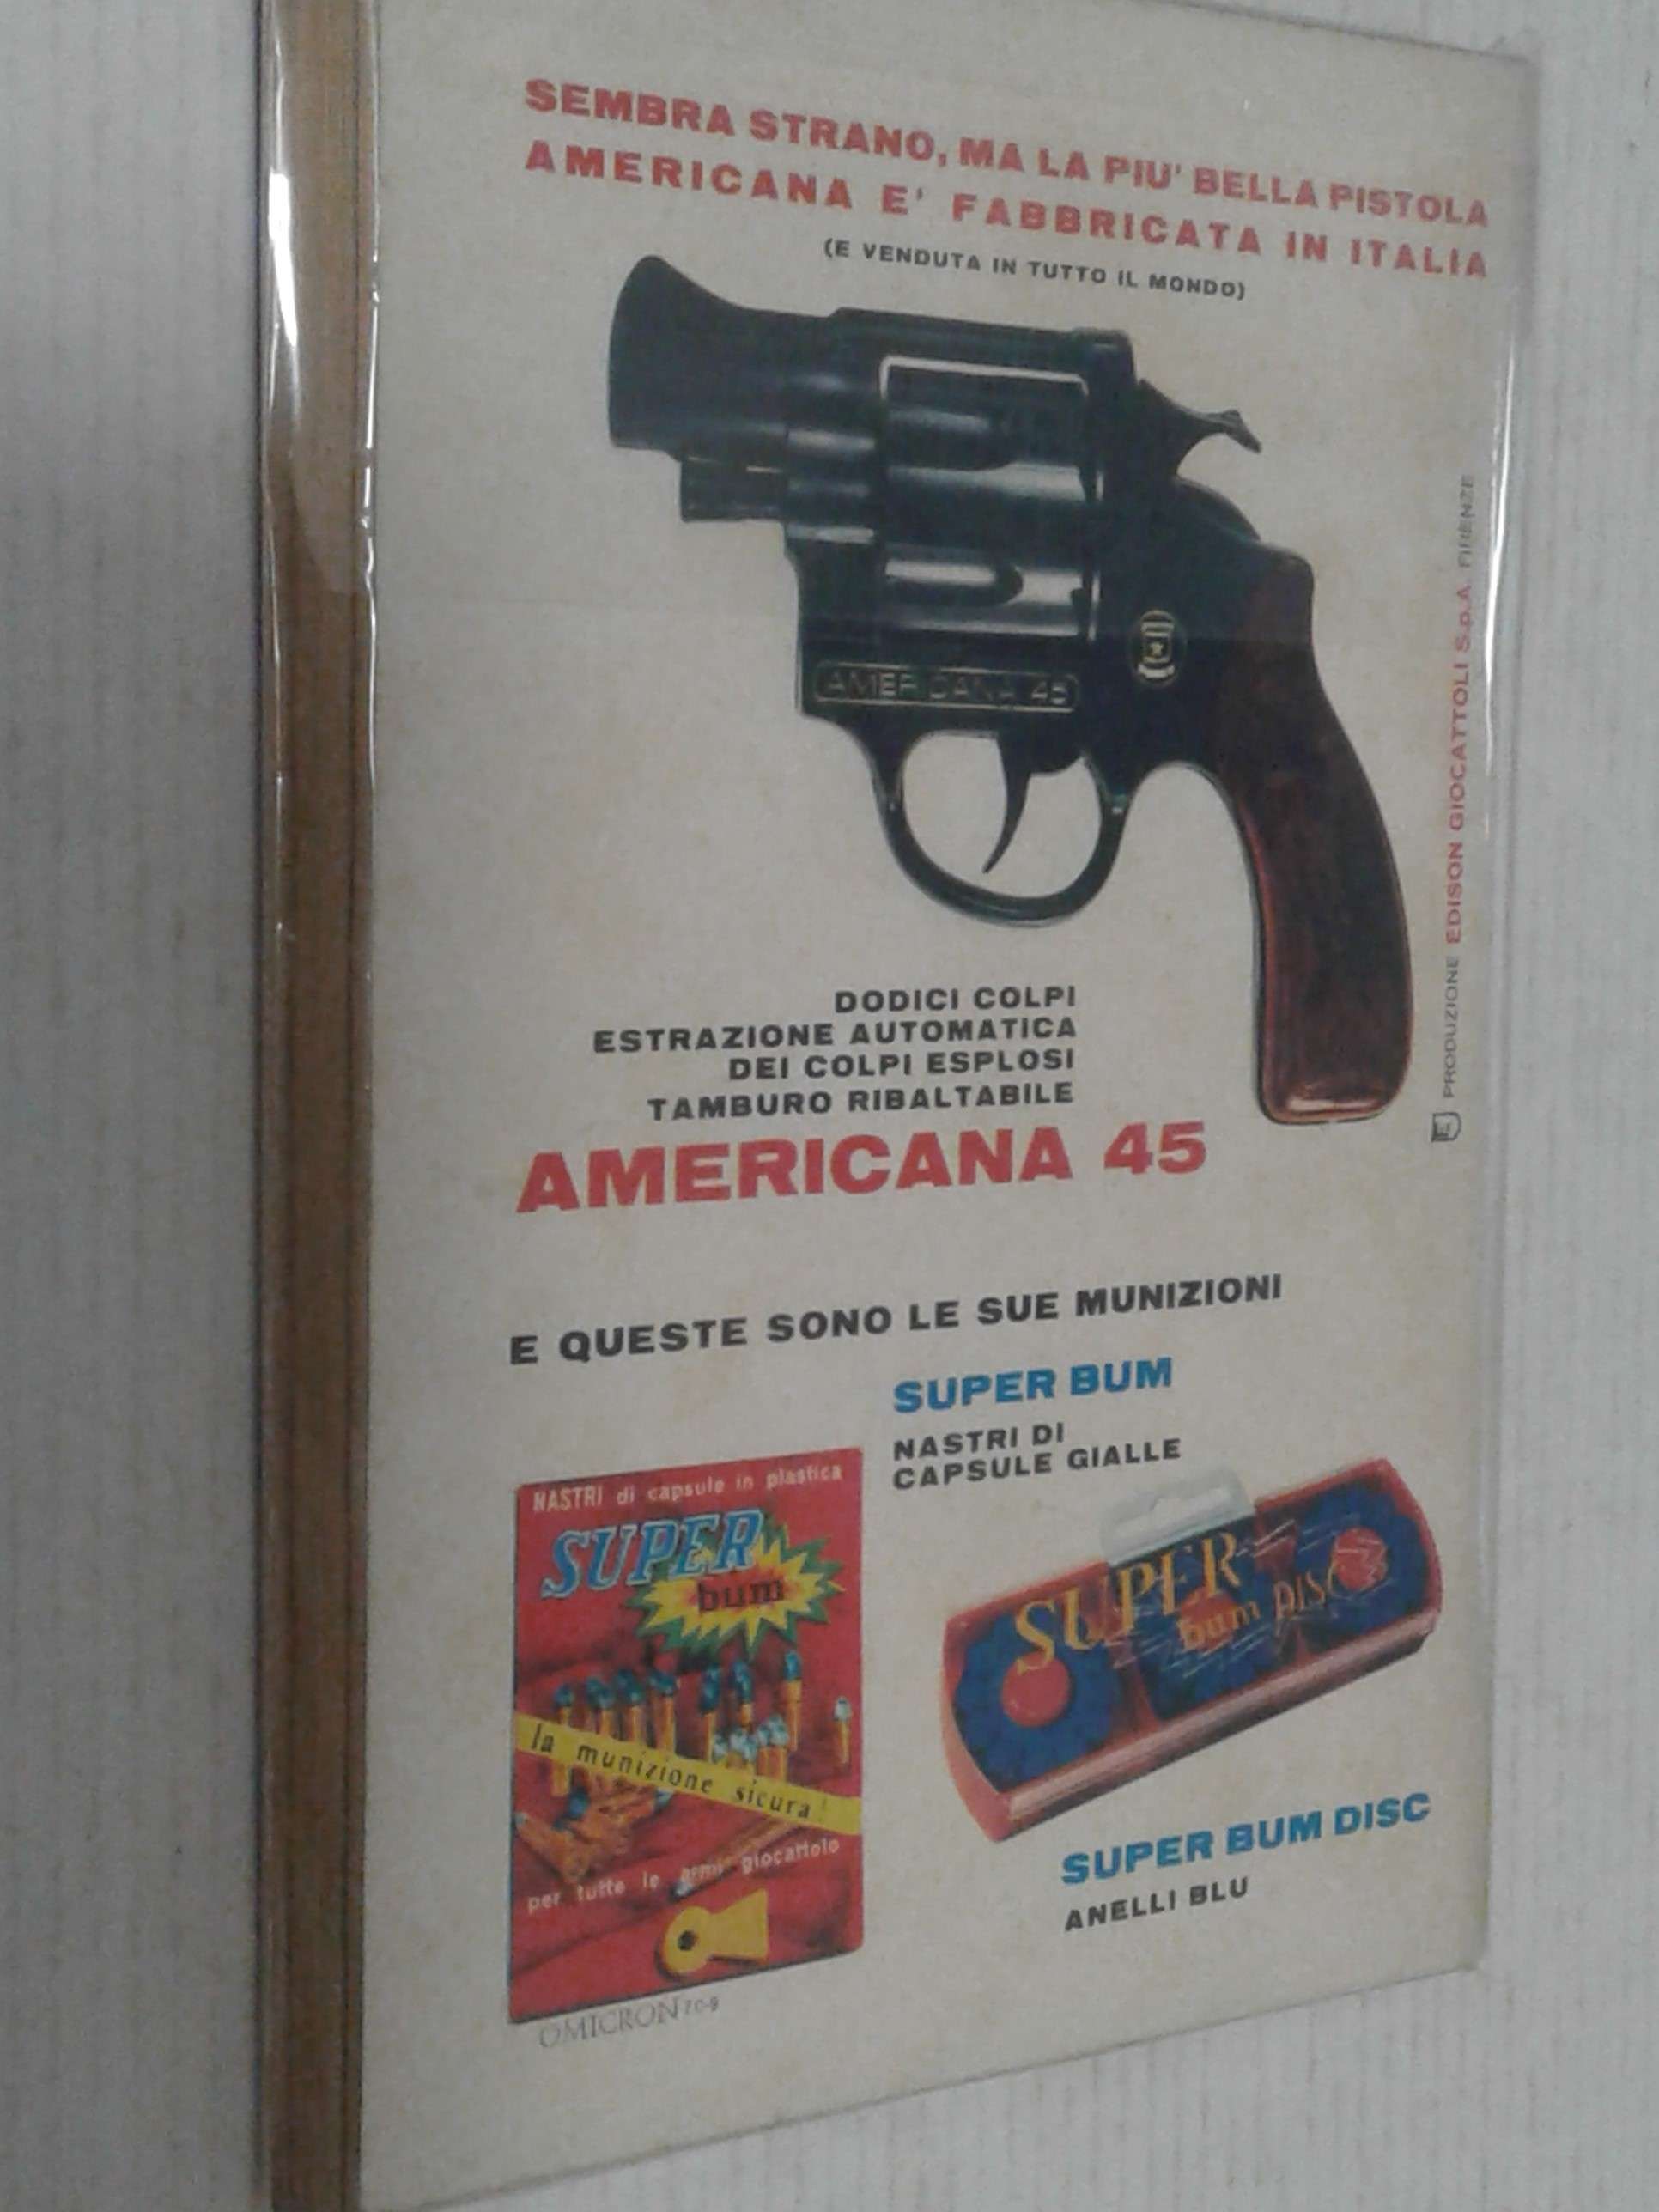 SEMBRA STRANO, MA LA PIU' BELLA PISTOLA
AMERICANA E' FABBRICATA IN ITALIA
(E VENDUTA IN TUTTO IL MONDO)
AMERICANA 45
PRODUZIONE EDISON GIOCATTOLI S.p.A. FIRENZE
DODICI COLPI
ESTRAZIONE AUTOMATICA
DEI COLPI ESPLOSI
TAMBURO RIBALTABILE
AMERICANA 45
E QUESTE SONO LE SUE MUNIZIONI
SUPER BUM
NASTRI DI
CAPSULE GIALLE
NASTRI di capsule in plastica
SUPER
bum
la munizione sicura!
per tutte le armi giocattolo
SUPER
bum DISC
SUPER BUM DISC
ANELLI BLU
OMICRON 70-9